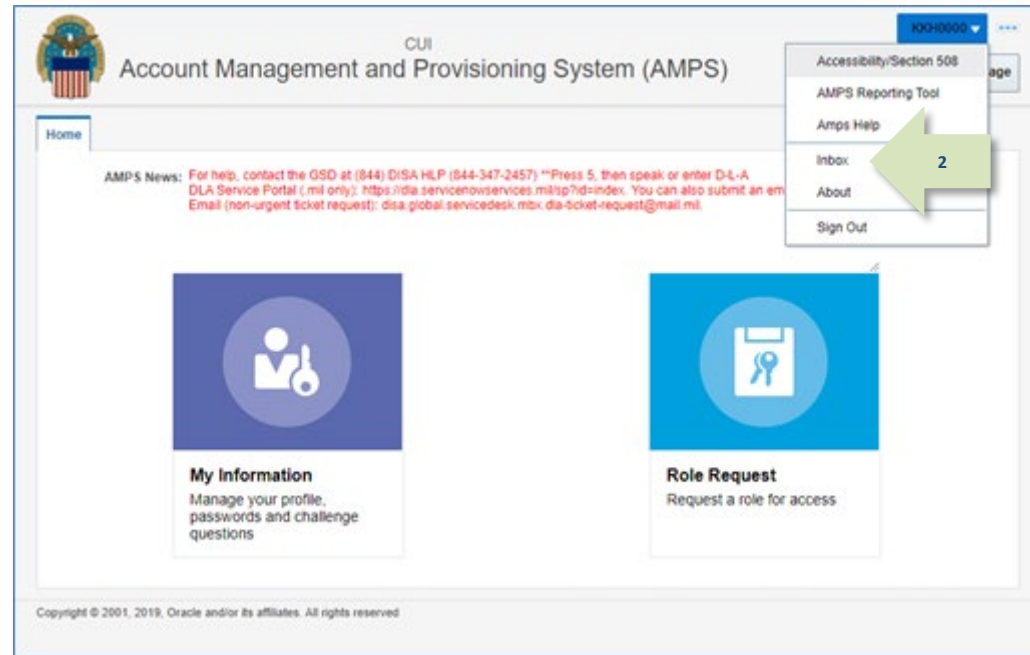 CUI
Account Management and Provisioning System (AMPS)
KKH0000
age
Accessibility/Section 508
AMPS Reporting Tool
Amps Help
Inbox
2
About
Sign Out
Home
AMPS News: For help, contact the GSD at (844) DISA HLP (844-347-2457) **Press 5, then speak or enter D-L-A
DLA Service Portal (.mil only): https://dla.servicenowservices.mil/sp?id=index. You can also submit an em
Email (non-urgent ticket request): disa.global.servicedesk.mbx.dla-ticket-request@mail.mil.
My Information
Manage your profile,
passwords and challenge
questions
Role Request
Request a role for access
Copyright © 2001, 2019, Oracle and/or its affiliates. All rights reserved